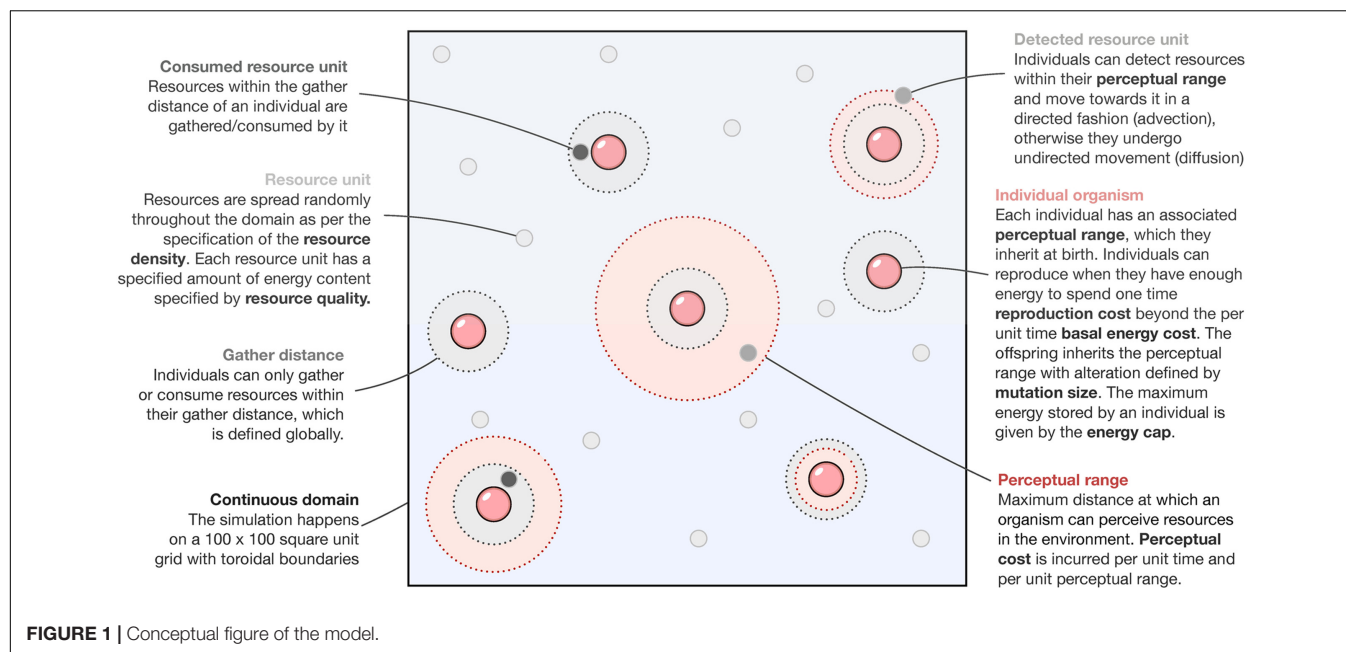 Consumed resource unit
Resources within the gather
distance of an individual are
gathered/consumed by it
Resource unit
Resources are spread randomly
throughout the domain as per the
specification of the resource
density. Each resource unit has a
specified amount of energy content
specified by resource quality.
Gather distance
Individuals can only gather
or consume resources within
their gather distance, which
is defined globally.
Continuous domain
The simulation happens
on a 100 x 100 square unit
grid with toroidal boundaries
Detected resource unit
Individuals can detect resources
within their perceptual range
and move towards it in a
directed fashion (advection),
otherwise they undergo
undirected movement (diffusion)
Individual organism
Each individual has an associated
perceptual range, which they
inherit at birth. Individuals can
reproduce when they have enough
energy to spend one time
reproduction cost beyond the per
unit time basal energy cost. The
offspring inherits the perceptual
range with alteration defined by
mutation size. The maximum
energy stored by an individual is
given by the energy cap.
Perceptual range
Maximum distance at which an
organism can perceive resources
in the environment. Perceptual
cost is incurred per unit time and
per unit perceptual range.
FIGURE 1 | Conceptual figure of the model.